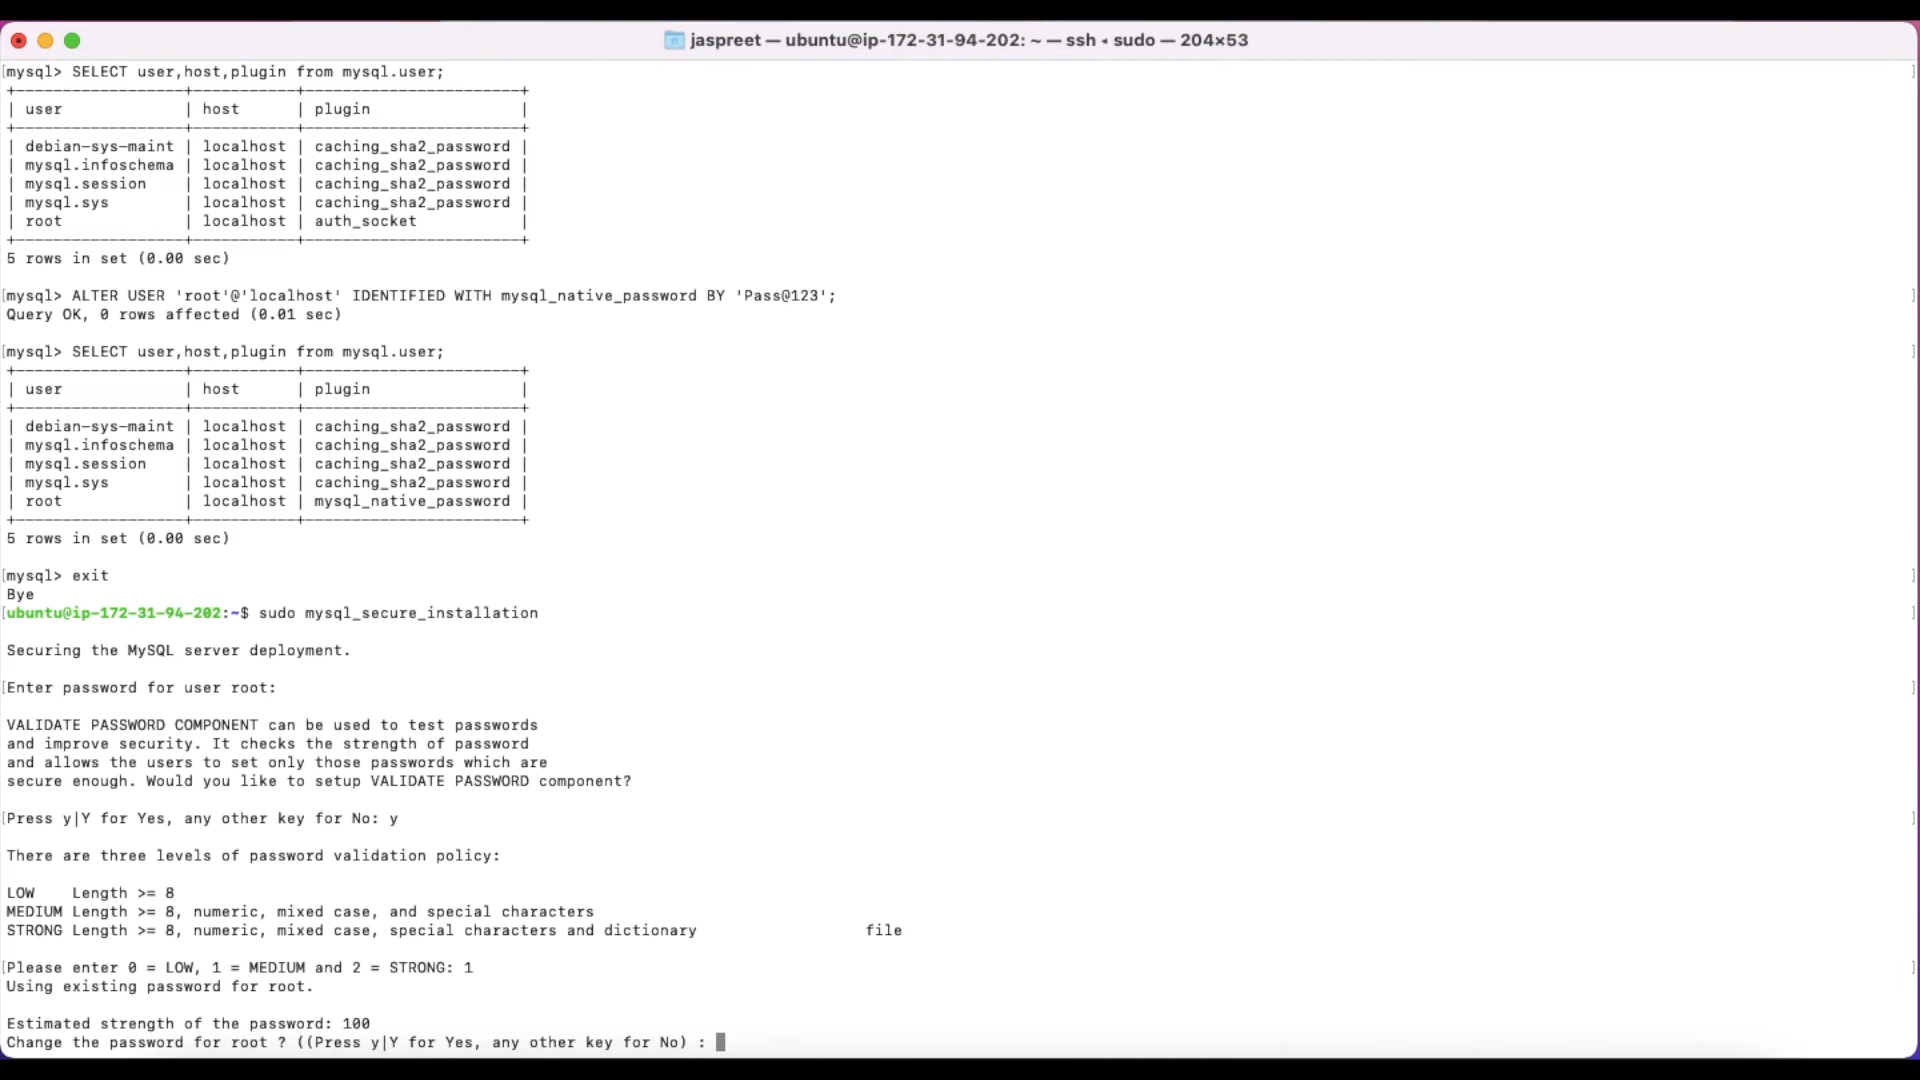 jaspreet — ubuntu@ip-172-31-94-202: ~ — ssh ◂ sudo — 204×53
[mysql> SELECT user,host,plugin from mysql.user; ]
+------------------+-----------+-----------------------+
| user             | host      | plugin                |
+------------------+-----------+-----------------------+
| debian-sys-maint | localhost | caching_sha2_password |
| mysql.infoschema | localhost | caching_sha2_password |
| mysql.session    | localhost | caching_sha2_password |
| mysql.sys        | localhost | caching_sha2_password |
| root             | localhost | auth_socket           |
+------------------+-----------+-----------------------+
5 rows in set (0.00 sec)
[mysql> ALTER USER 'root'@'localhost' IDENTIFIED WITH mysql_native_password BY 'Pass@123'; ]
Query OK, 0 rows affected (0.01 sec)
[mysql> SELECT user,host,plugin from mysql.user; ]
+------------------+-----------+-----------------------+
| user             | host      | plugin                |
+------------------+-----------+-----------------------+
| debian-sys-maint | localhost | caching_sha2_password |
| mysql.infoschema | localhost | caching_sha2_password |
| mysql.session    | localhost | caching_sha2_password |
| mysql.sys        | localhost | caching_sha2_password |
| root             | localhost | mysql_native_password |
+------------------+-----------+-----------------------+
5 rows in set (0.00 sec)
[mysql> exit ]
Bye
[ubuntu@ip-172-31-94-202:~$ sudo mysql_secure_installation ]
Securing the MySQL server deployment.
[Enter password for user root: ]
VALIDATE PASSWORD COMPONENT can be used to test passwords
and improve security. It checks the strength of password
and allows the users to set only those passwords which are
secure enough. Would you like to setup VALIDATE PASSWORD component?
[Press y|Y for Yes, any other key for No: y ]
There are three levels of password validation policy:
LOW    Length >= 8
MEDIUM Length >= 8, numeric, mixed case, and special characters
STRONG Length >= 8, numeric, mixed case, special characters and dictionary                  file
[Please enter 0 = LOW, 1 = MEDIUM and 2 = STRONG: 1 ]
Using existing password for root.
Estimated strength of the password: 100
Change the password for root ? ((Press y|Y for Yes, any other key for No) :